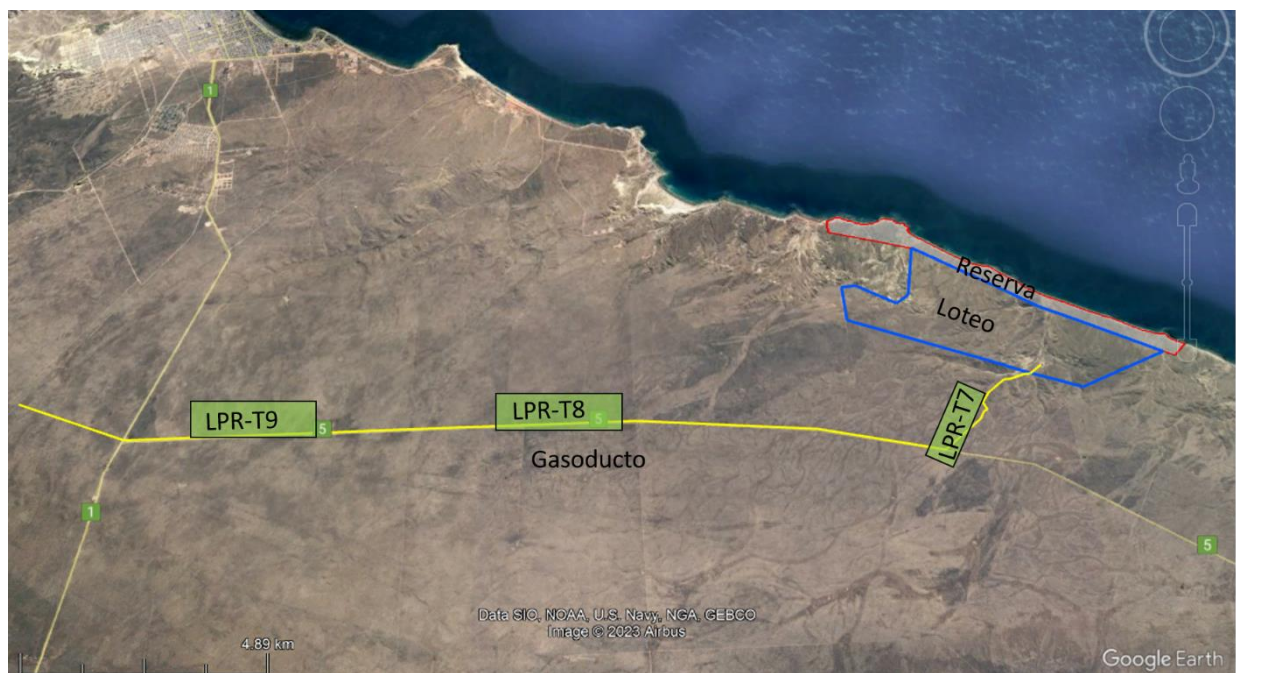 1
Reserva
Loteo
LPR-T7
LPR-T8
5
LPR-T9
5
Gasoducto
1
5
Data SIO, NOAA, U.S. Navy, NGA, GEBCO
Image © 2023 Airbus
4.89 km
Google Earth